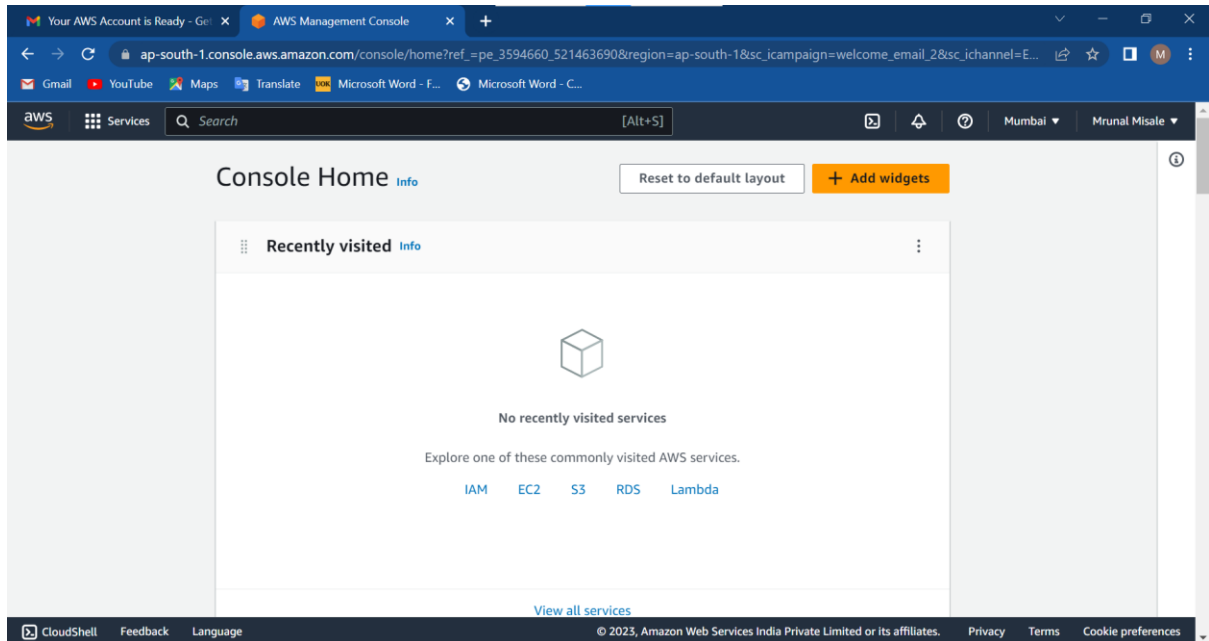 Your AWS Account is Ready - Get
AWS Management Console
ap-south-1.console.aws.amazon.com/console/home?ref_=pe_3594660_521463690&region=ap-south-1&sc_icampaign=welcome_email_2&sc_ichannel=E...
M
Gmail YouTube Maps Translate UOK Microsoft Word - F... Microsoft Word - C...
aws Services Search [Alt+S] Mumbai Mrunal Misale
Console Home Info Reset to default layout + Add widgets
Recently visited Info
No recently visited services
Explore one of these commonly visited AWS services.
IAM EC2 S3 RDS Lambda
View all services
CloudShell Feedback Language © 2023, Amazon Web Services India Private Limited or its affiliates. Privacy Terms Cookie preferences